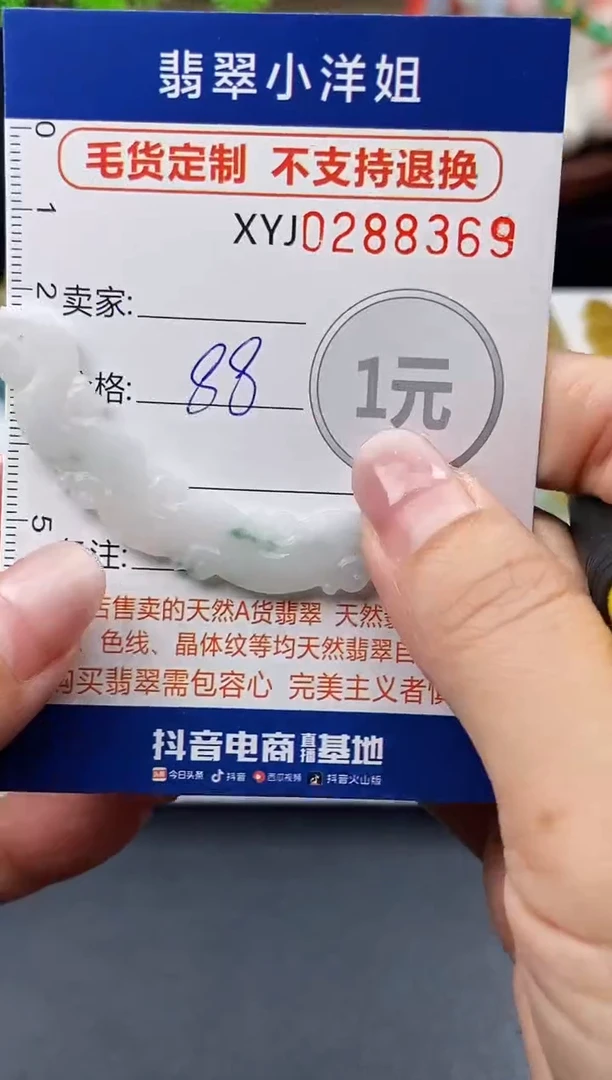 翡翠小洋姐
毛货定制 不支持退换
XYJ0288369
0
1
2
5
卖家:
格: 88
1元
注:
售卖的天然A货翡翠 天然
色线、晶体纹等均天然翡翠自
购买翡翠需包容心 完美主义者慎
抖音电商直播基地
今日头条 抖音 西瓜视频 抖音火山版